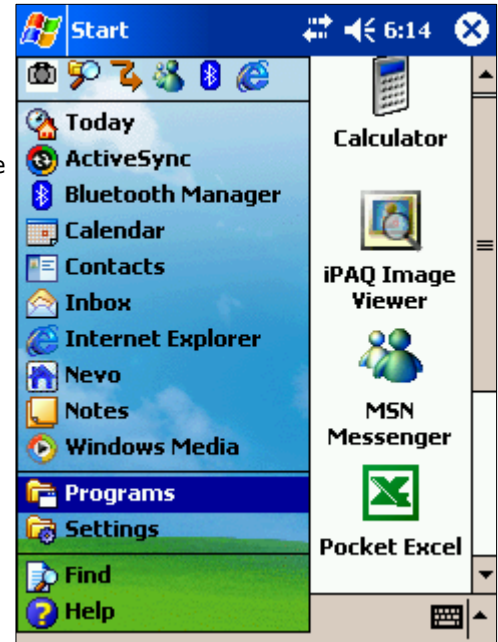 Start 6:14
e
Today
ActiveSync
Bluetooth Manager
Calendar
Contacts
Inbox
Internet Explorer
Nevo
Notes
Windows Media
Programs
Settings
Find
Help
Calculator
iPAQ Image
Viewer
MSN
Messenger
Pocket Excel